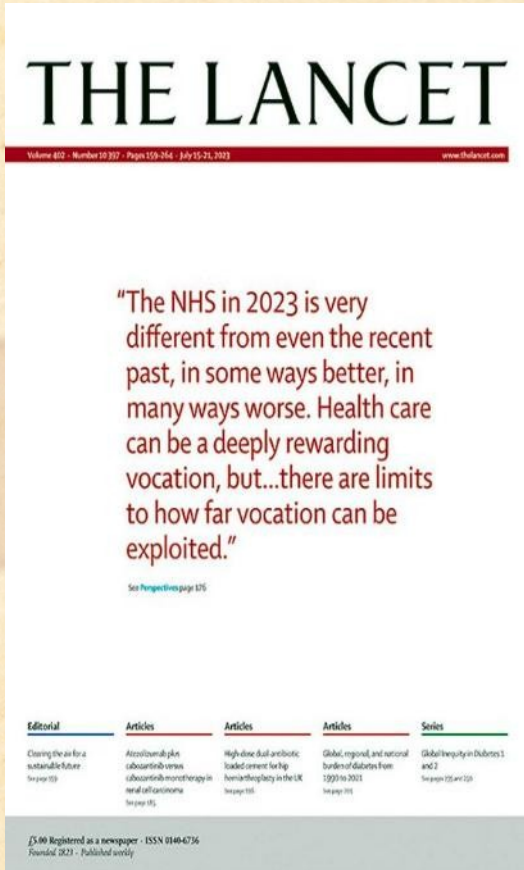 THE LANCET
Volume 402 · Number 10397 · Pages 159-264 · July 15-21, 2023
www.thelancet.com
“The NHS in 2023 is very
different from even the recent
past, in some ways better, in
many ways worse. Health care
can be a deeply rewarding
vocation, but...there are limits
to how far vocation can be
exploited.”
See Perspectives page 176
Editorial
Clearing the air for a
sustainable future
See page 159
Articles
Atezolizumab plus
cabozantinib versus
cabozantinib monotherapy in
renal cell carcinoma
See page 185
Articles
High-dose dual-antibiotic
loaded cement for hip
hemiarthroplasty in the UK
See page
Articles
Global, regional, and national
burden of diabetes from
1990 to 2021
See page
Series
Global Inequity in Diabetes 1
and 2
See pages
£5.00 Registered as a newspaper · ISSN 0140-6736
Founded 1823 · Published weekly